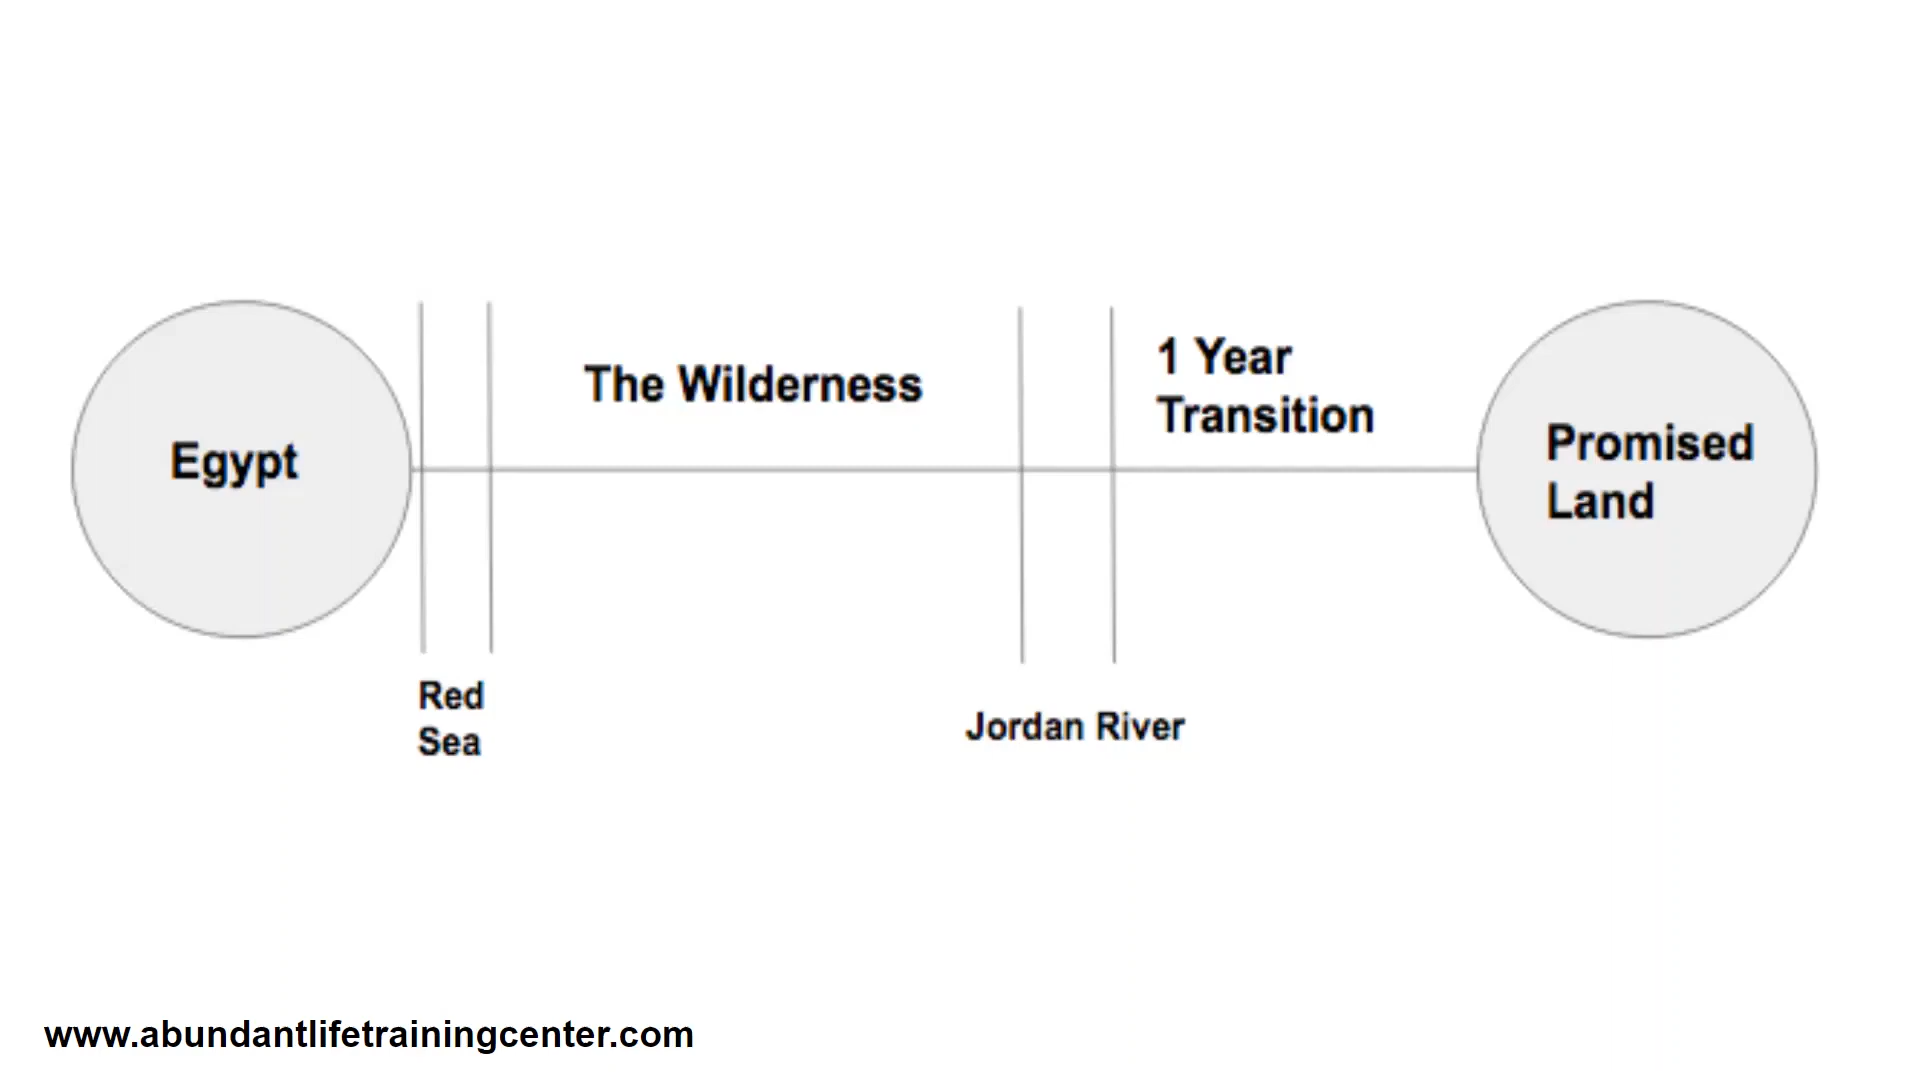 Egypt
The Wilderness
1 Year
Transition
Promised
Land
Red
Sea
Jordan River
www.abundantlifetrainingcenter.com